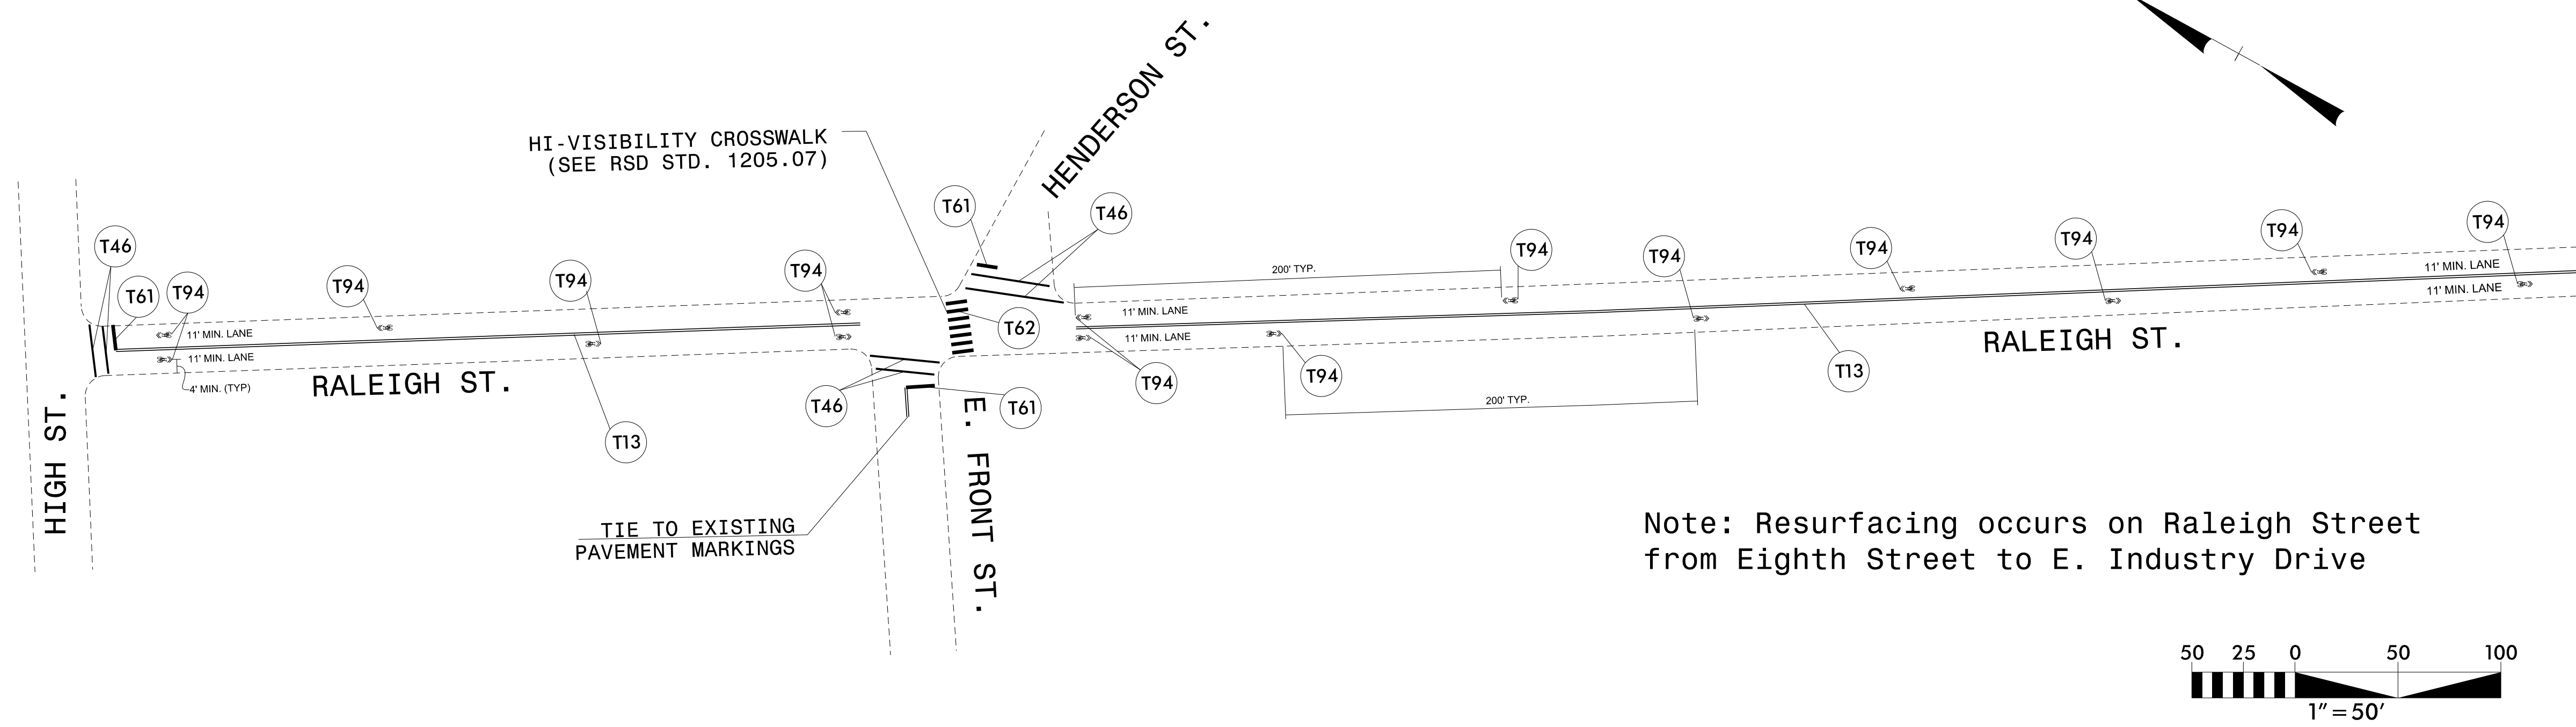 HENDERSON ST.
HI-VISIBILITY CROSSWALK
(SEE RSD STD. 1205.07)
T61
T46
T46
T61
T94
T94
T94
T94
T94
T94
T94
T94
T94
T94
200' TYP.
11' MIN. LANE
11' MIN. LANE
11' MIN. LANE
11' MIN. LANE
11' MIN. LANE
11' MIN. LANE
4' MIN. (TYP)
RALEIGH ST.
T62
T94
T94
RALEIGH ST.
T13
T46
T61
200' TYP.
T13
HIGH ST.
E. FRONT ST.
TIE TO EXISTING
PAVEMENT MARKINGS
Note: Resurfacing occurs on Raleigh Street
from Eighth Street to E. Industry Drive
50 25 0 50 100
1"=50'